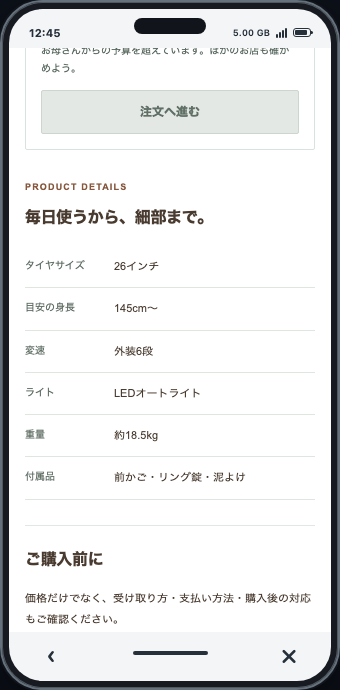 12:45
5.00 GB
お母さんからの予算を超えています。ほかのお店も確か
めよう。
注文へ進む
PRODUCT DETAILS
毎日使うから、細部まで。
タイヤサイズ 26インチ
目安の身長 145cm〜
変速 外装6段
ライト LEDオートライト
重量 約18.5kg
付属品 前かご・リング錠・泥よけ
ご購入前に
価格だけでなく、受け取り方・支払い方法・購入後の対応
もご確認ください。